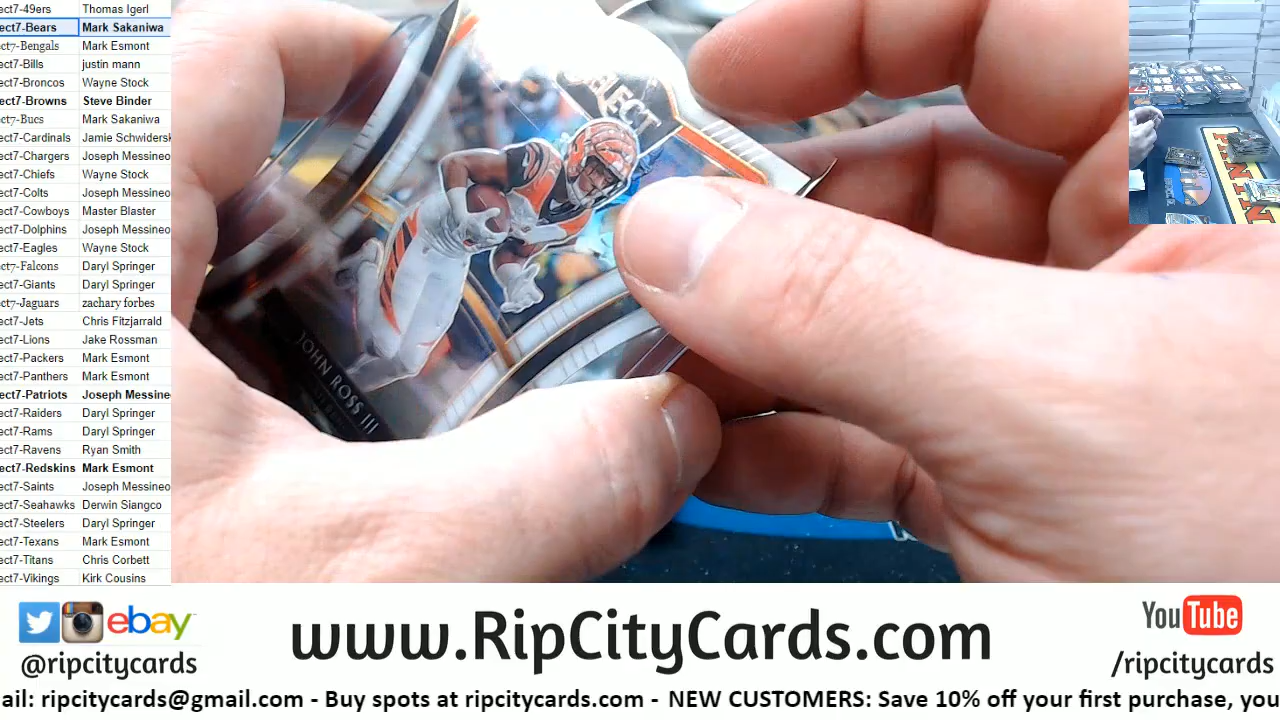 ect7-49ers Thomas Igerl
ect7-Bears Mark Sakaniwa
ect7-Bengals Mark Esmont
ect7-Bills justin mann
ect7-Broncos Wayne Stock
ect7-Browns Steve Binder
ect7-Bucs Mark Sakaniwa
ect7-Cardinals Jamie Schwidersk
ect7-Chargers Joseph Messineo
ect7-Chiefs Wayne Stock
ect7-Colts Joseph Messineo
ect7-Cowboys Master Blaster
ect7-Dolphins Joseph Messineo
ect7-Eagles Wayne Stock
ect7-Falcons Daryl Springer
ect7-Giants Daryl Springer
ect7-Jaguars zachary forbes
ect7-Jets Chris Fitzjarrald
ect7-Lions Jake Rossman
ect7-Packers Mark Esmont
ect7-Panthers Mark Esmont
ect7-Patriots Joseph Messine
ect7-Raiders Daryl Springer
ect7-Rams Daryl Springer
ect7-Ravens Ryan Smith
ect7-Redskins Mark Esmont
ect7-Saints Joseph Messineo
ect7-Seahawks Derwin Siangco
ect7-Steelers Daryl Springer
ect7-Texans Mark Esmont
ect7-Titans Chris Corbett
ect7-Vikings Kirk Cousins
SELECT
JOHN ROSS III
PANINI
ebay
@ripcitycards
www.RipCityCards.com
YouTube
/ripcitycards
ail: ripcitycards@gmail.com - Buy spots at ripcitycards.com - NEW CUSTOMERS: Save 10% off your first purchase, you